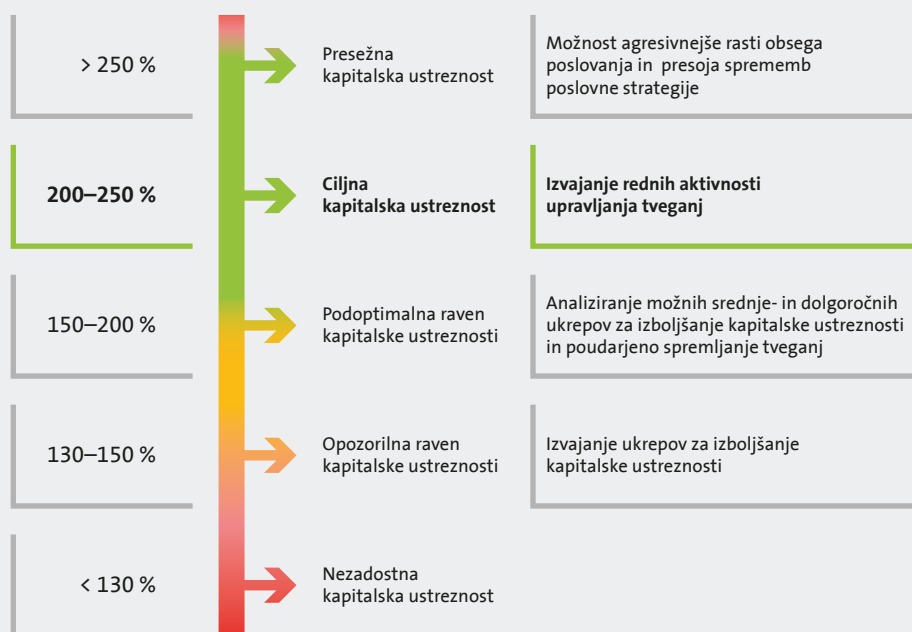 > 250 %
Presežna
kapitalska ustreznost
Možnost agresivnejše rasti obsega
poslovanja in presoja sprememb
poslovne strategije
200–250 %
Ciljna
kapitalska ustreznost
Izvajanje rednih aktivnosti
upravljanja tveganj
150–200 %
Podoptimalna raven
kapitalske ustreznosti
Analiziranje možnih srednje- in dolgoročnih
ukrepov za izboljšanje kapitalske ustreznosti
in poudarjeno spremljanje tveganj
130–150 %
Opozorilna raven
kapitalske ustreznosti
Izvajanje ukrepov za izboljšanje
kapitalske ustreznosti
< 130 %
Nezadostna
kapitalska ustreznost